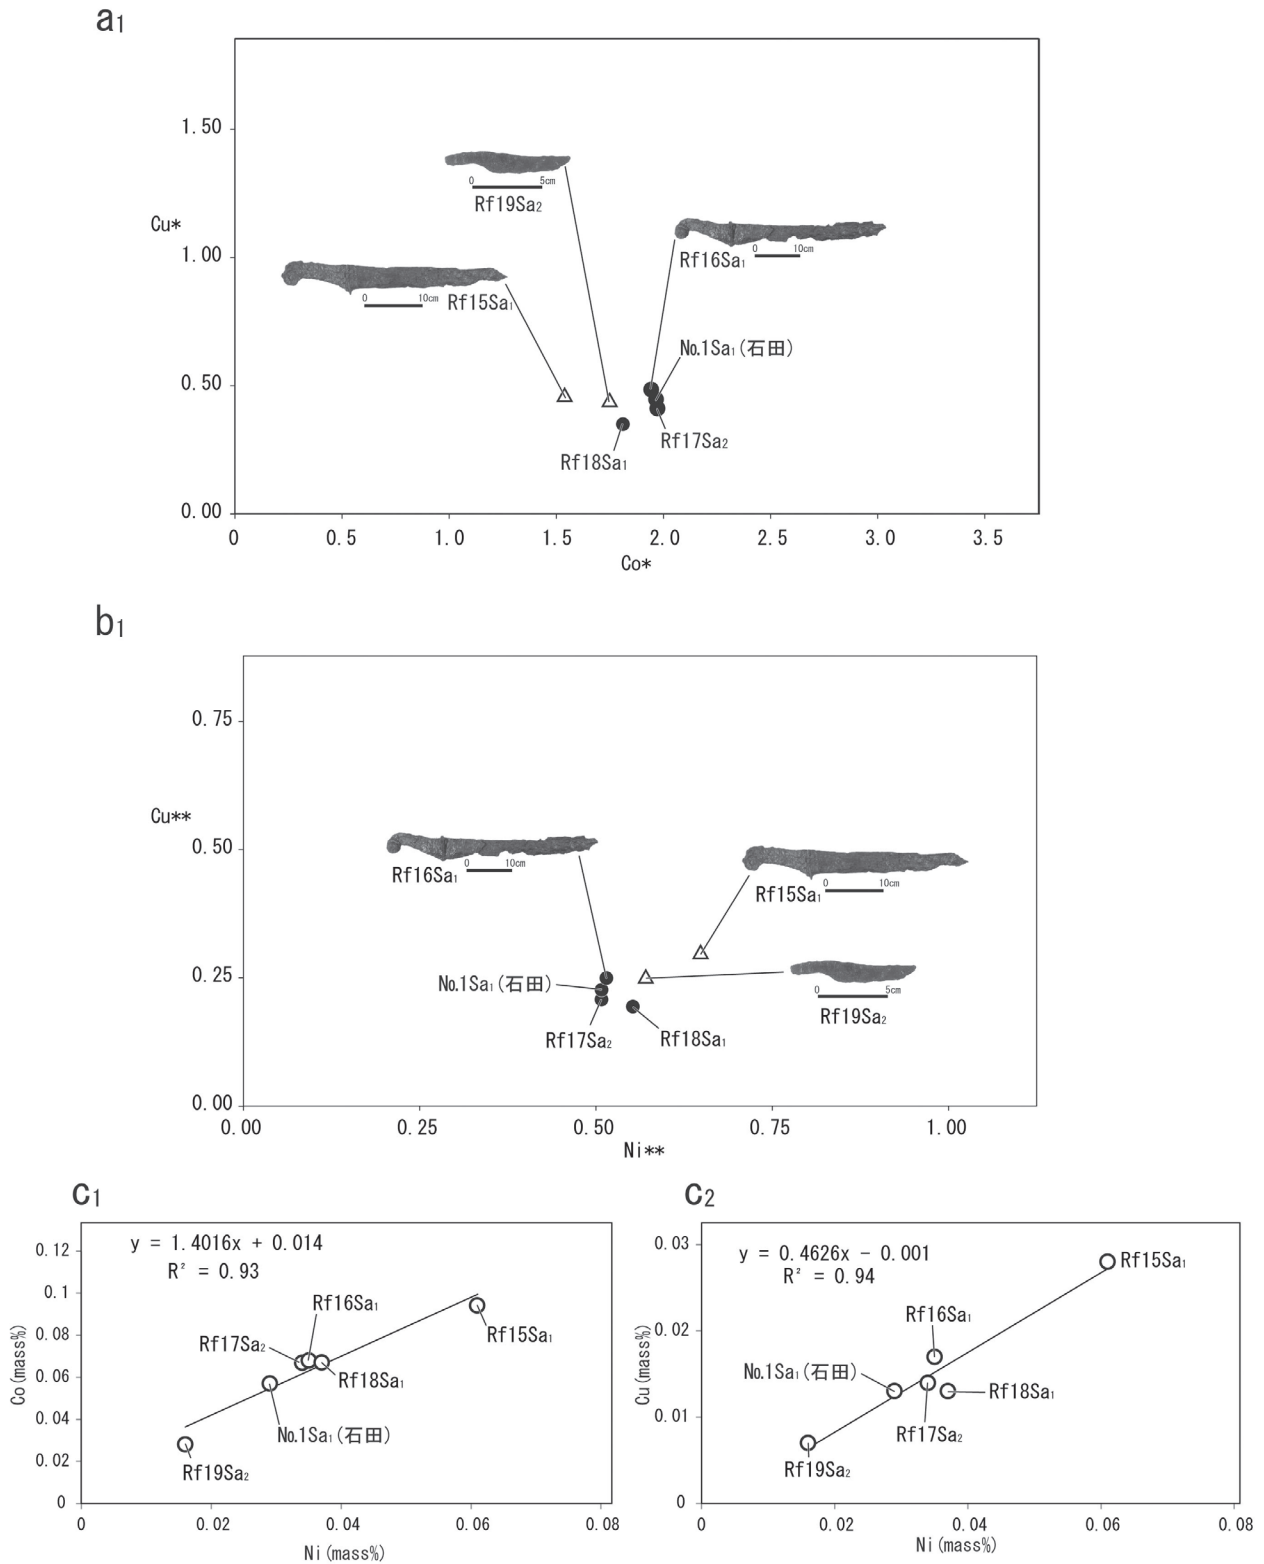 a1
1.50
0 5cm
Rf19Sa2
Cu*
1.00
Rf16Sa1
0 10cm
0 10cm
Rf15Sa1
No.1Sa1(石田)
0.50
Rf17Sa2
Rf18Sa1
0.00
0 0.5 1.0 1.5 2.0 2.5 3.0 3.5
Co*
b1
0.75
Cu**
0.50
Rf16Sa1
0 10cm
0 10cm
Rf15Sa1
0.25
No.1Sa1(石田)
0 5cm
Rf19Sa2
Rf17Sa2
Rf18Sa1
0.00
0.00 0.25 0.50 0.75 1.00
Ni**
c1
y = 1.4016x + 0.014
R² = 0.93
0.12
0.1
0.08
0.06
0.04
0.02
0
Co(mass%)
Rf16Sa1
Rf17Sa2
Rf15Sa1
Rf18Sa1
No.1Sa1(石田)
Rf19Sa2
0 0.02 0.04 0.06 0.08
Ni(mass%)
c2
y = 0.4626x − 0.001
R² = 0.94
0.03
0.02
0.01
0
Cu(mass%)
Rf15Sa1
Rf16Sa1
No.1Sa1(石田)
Rf18Sa1
Rf17Sa2
Rf19Sa2
0 0.02 0.04 0.06 0.08
Ni(mass%)